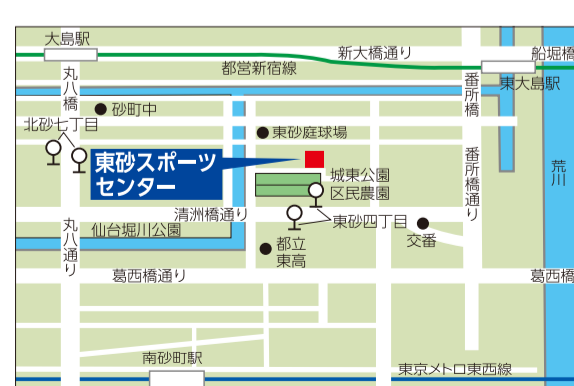 大島駅
新大橋通り
船堀橋
都営新宿線
東大島駅
丸八橋
番所橋
砂町中
北砂七丁目
東砂庭球場
東砂スポーツ
センター
城東公園
区民農園
番所橋通り
荒川
清洲橋通り
東砂四丁目
仙台堀川公園
丸八通り
交番
都立
東高
葛西橋通り
葛西橋
南砂町駅
東京メトロ東西線